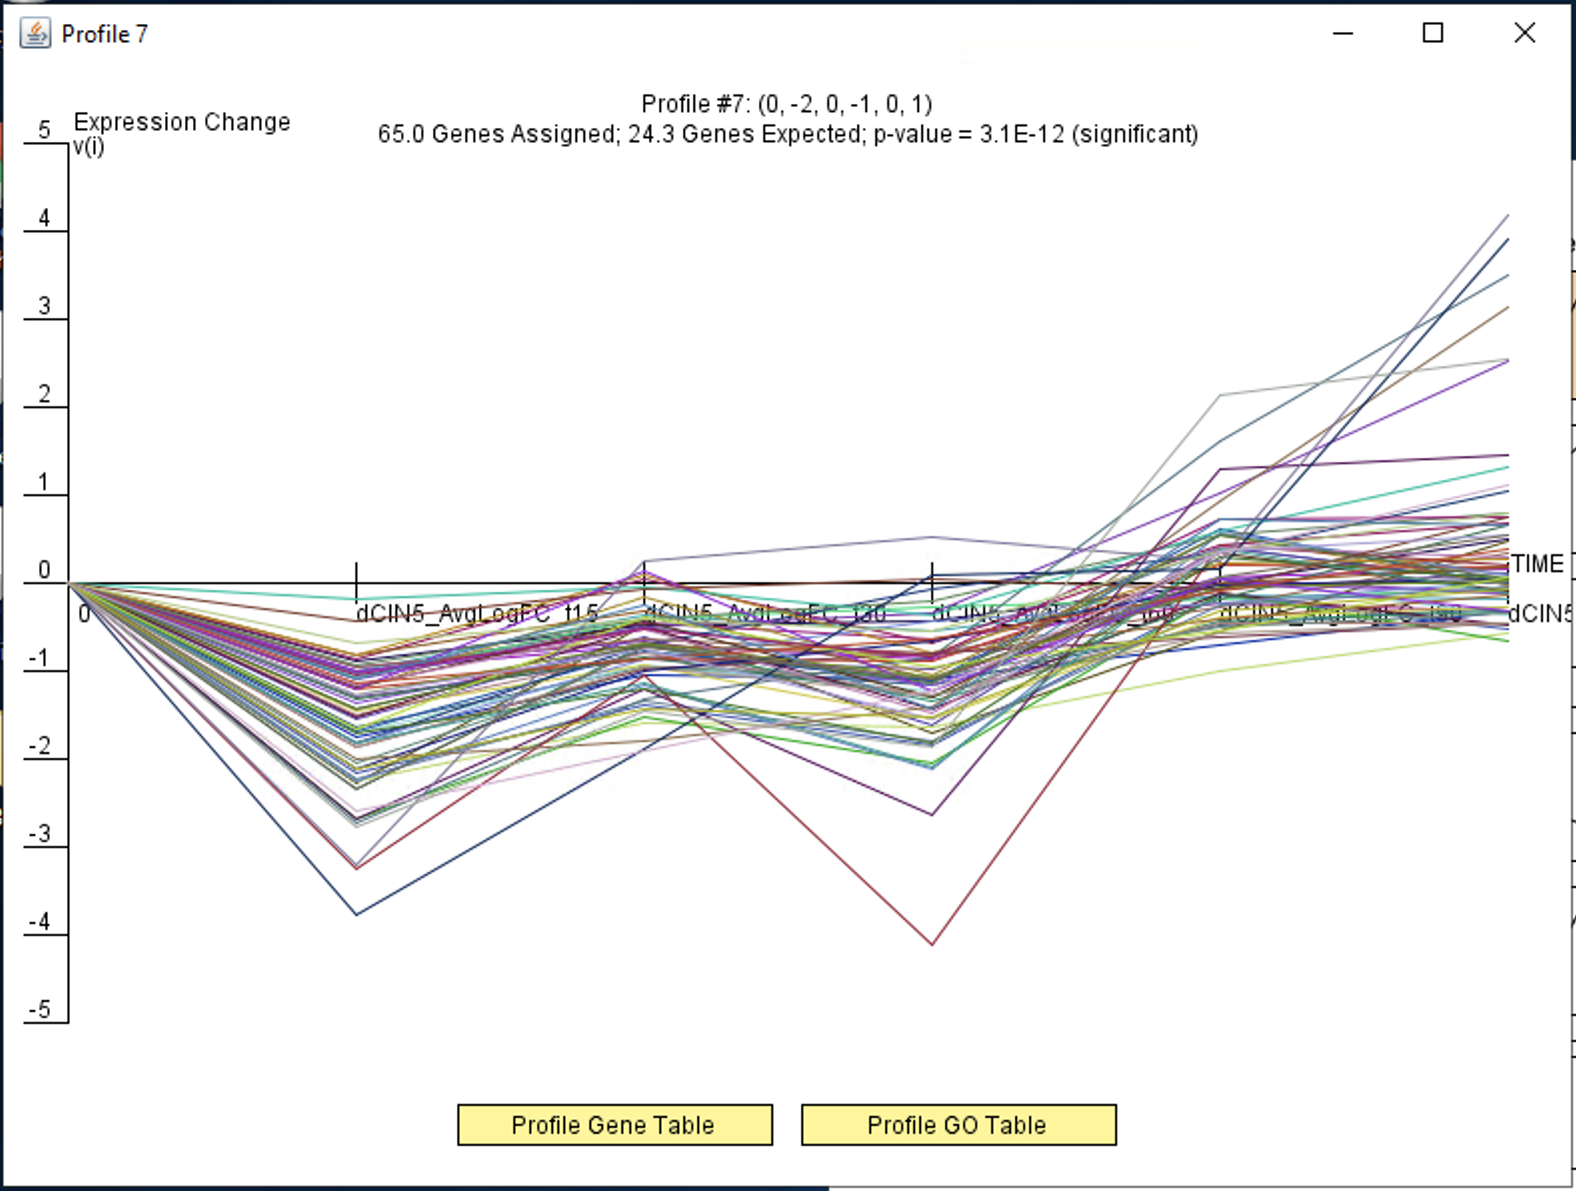 Profile 7
Profile #7: (0, -2, 0, -1, 0, 1)
65.0 Genes Assigned; 24.3 Genes Expected; p-value = 3.1E-12 (significant)
Expression Change
v(i)
5
4
3
2
1
0
-1
-2
-3
-4
-5
TIME
0
dCIN5_AvgLogFC_t15
dCIN5_AvgLogFC_t30
dCIN5
Profile Gene Table
Profile GO Table